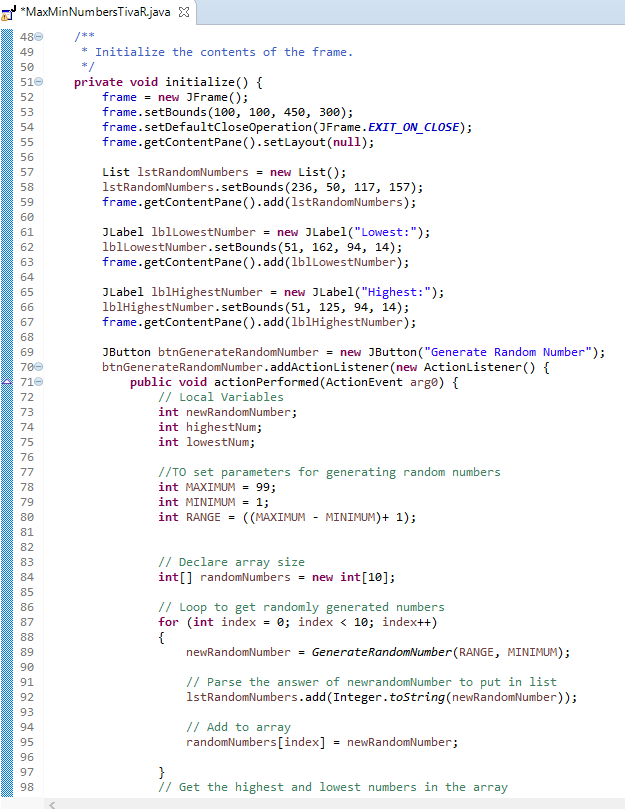 *MaxMinNumbersTivaR.java
48 /**
49 * Initialize the contents of the frame.
50 */
51 private void initialize() {
52 frame = new JFrame();
53 frame.setBounds(100, 100, 450, 300);
54 frame.setDefaultCloseOperation(JFrame.EXIT_ON_CLOSE);
55 frame.getContentPane().setLayout(null);
56
57 List lstRandomNumbers = new List();
58 lstRandomNumbers.setBounds(236, 50, 117, 157);
59 frame.getContentPane().add(lstRandomNumbers);
60
61 JLabel lblLowestNumber = new JLabel("Lowest:");
62 lblLowestNumber.setBounds(51, 162, 94, 14);
63 frame.getContentPane().add(lblLowestNumber);
64
65 JLabel lblHighestNumber = new JLabel("Highest:");
66 lblHighestNumber.setBounds(51, 125, 94, 14);
67 frame.getContentPane().add(lblHighestNumber);
68
69 JButton btnGenerateRandomNumber = new JButton("Generate Random Number");
70 btnGenerateRandomNumber.addActionListener(new ActionListener() {
71 public void actionPerformed(ActionEvent arg0) {
72 // Local Variables
73 int newRandomNumber;
74 int highestNum;
75 int lowestNum;
76
77 //TO set parameters for generating random numbers
78 int MAXIMUM = 99;
79 int MINIMUM = 1;
80 int RANGE = ((MAXIMUM - MINIMUM)+ 1);
81
82
83 // Declare array size
84 int[] randomNumbers = new int[10];
85
86 // Loop to get randomly generated numbers
87 for (int index = 0; index < 10; index++)
88 {
89 newRandomNumber = GenerateRandomNumber(RANGE, MINIMUM);
90
91 // Parse the answer of newrandomNumber to put in list
92 lstRandomNumbers.add(Integer.toString(newRandomNumber));
93
94 // Add to array
95 randomNumbers[index] = newRandomNumber;
96
97 }
98 // Get the highest and lowest numbers in the array